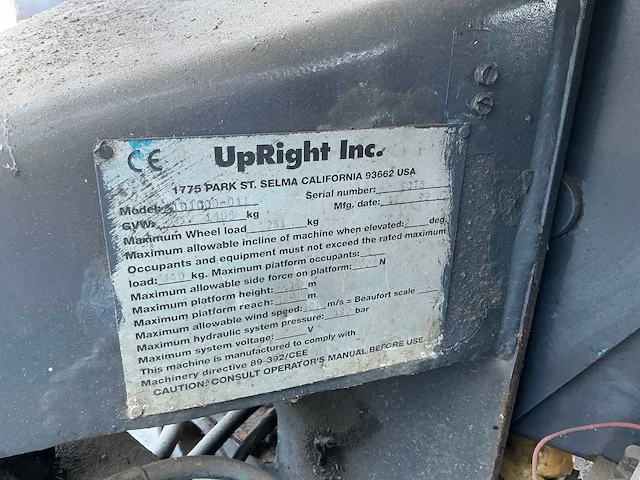 CE
UpRight Inc.
1775 PARK ST. SELMA CALIFORNIA 93662 USA
Model: Serial number:
GVW: kg Mfg. date:
Maximum Wheel load kg
Maximum allowable incline of machine when elevated: deg.
Occupants and equipment must not exceed the rated maximum
load: kg. Maximum platform occupants:
Maximum allowable side force on platform: N
Maximum platform height: m
Maximum platform reach: m
Maximum allowable wind speed: m/s = Beaufort scale
Maximum hydraulic system pressure: bar
Maximum system voltage: V
This machine is manufactured to comply with
Machinery directive 89-392/CEE
CAUTION: CONSULT OPERATOR'S MANUAL BEFORE USE.